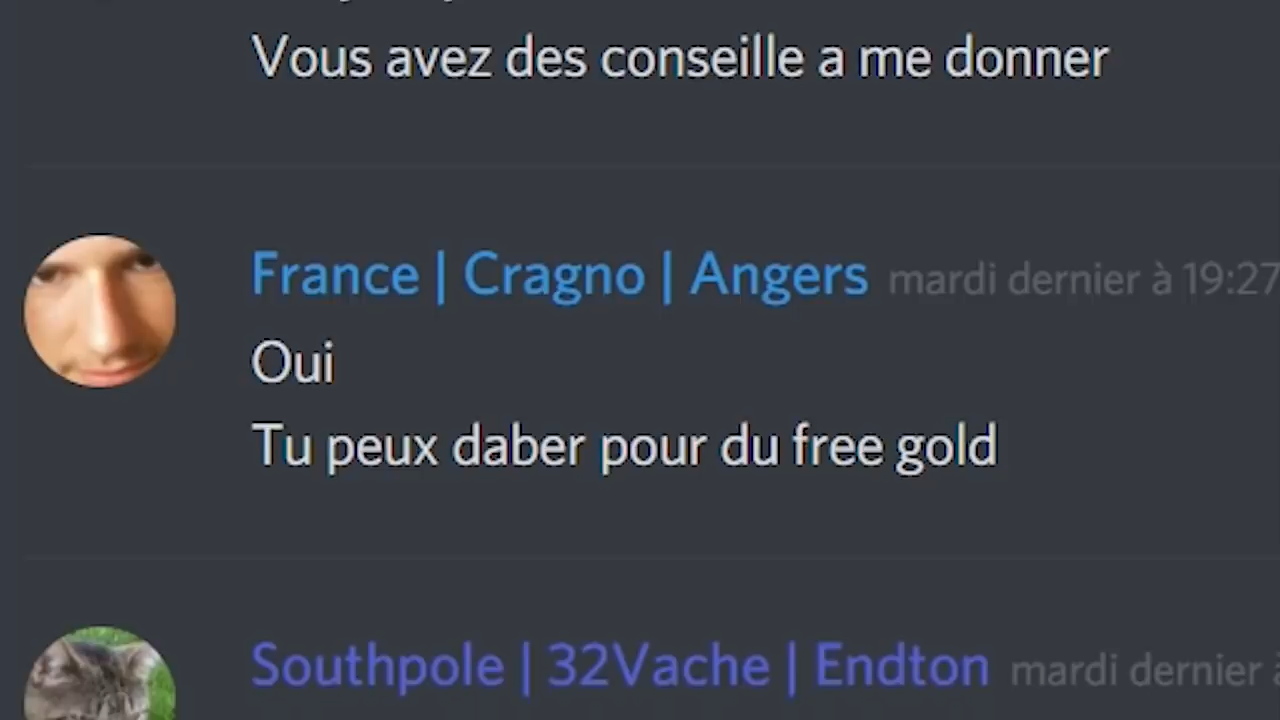 Vous avez des conseille a me donner
France | Cragno | Angers mardi dernier à 19:27
Oui
Tu peux daber pour du free gold
Southpole | 32Vache | Endton mardi dernier